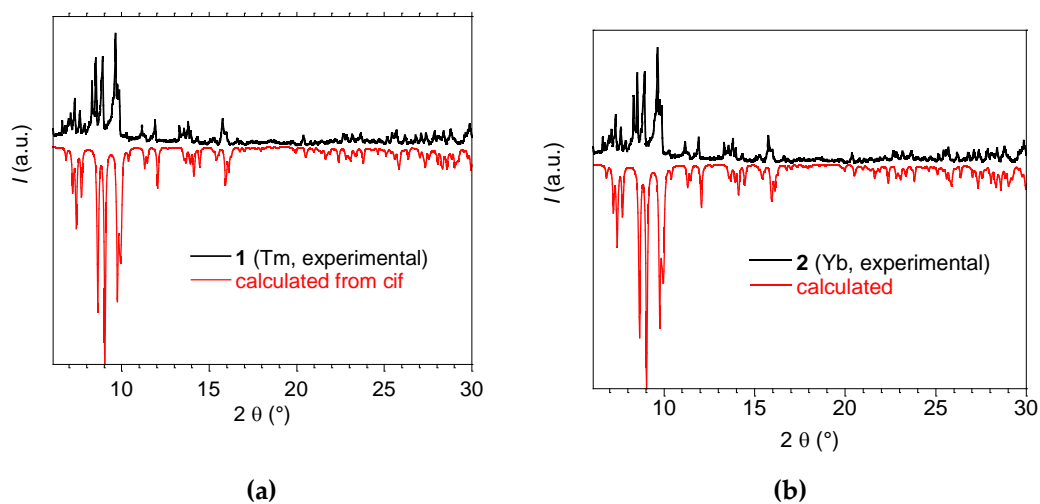 I (a.u.)
1 (Tm, experimental)
calculated from cif
10 15 20 25 30
2 θ (°)
(a)
I (a.u.)
2 (Yb, experimental)
calculated
10 15 20 25 30
2 θ (°)
(b)